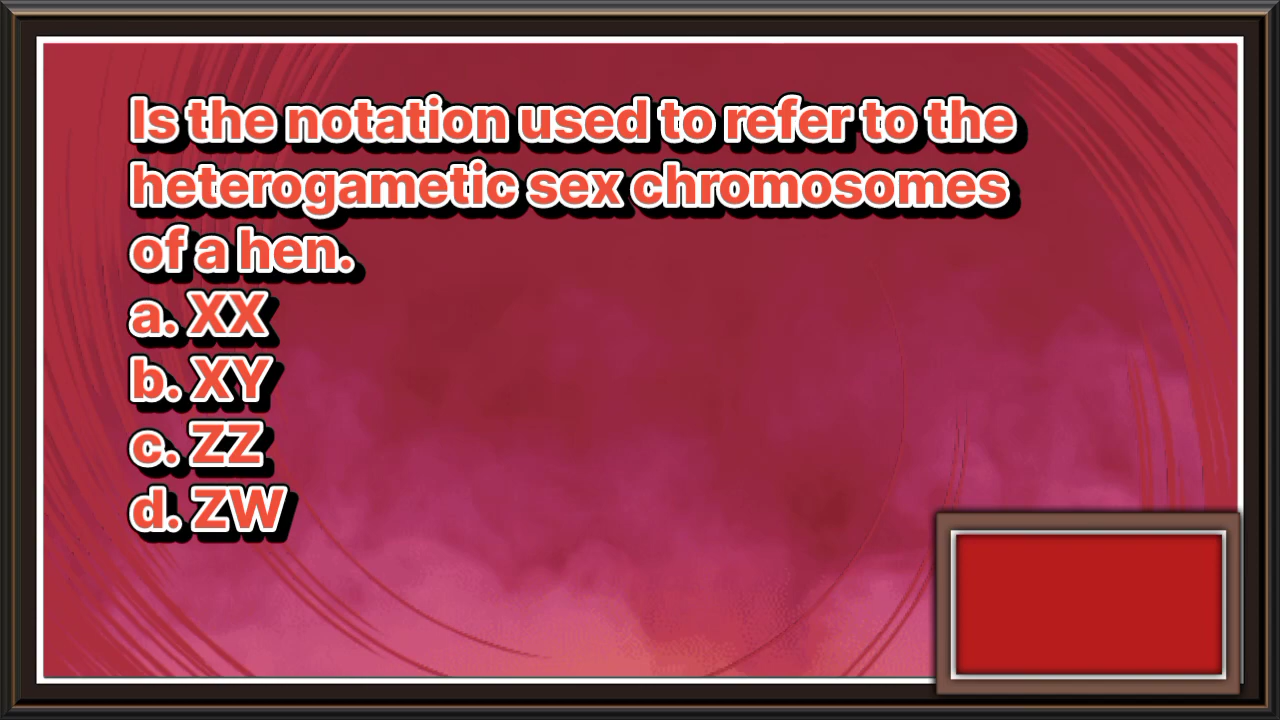 Is the notation used to refer to the
heterogametic sex chromosomes
of a hen.
a. XX
b. XY
c. ZZ
d. ZW